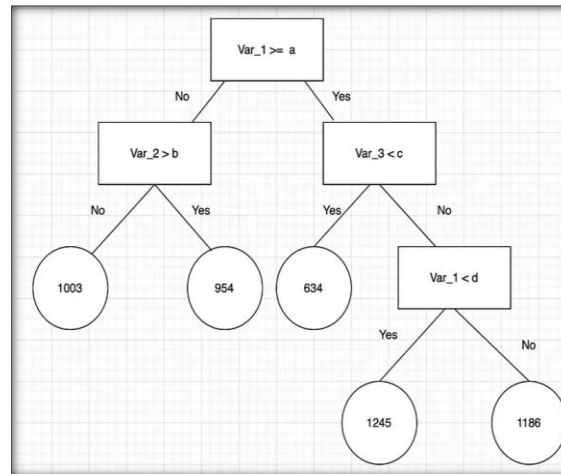 Var_1 >= a
No
Yes
Var_2 > b
Var_3 < c
No
Yes
Yes
No
1003
954
634
Var_1 < d
Yes
No
1245
1186